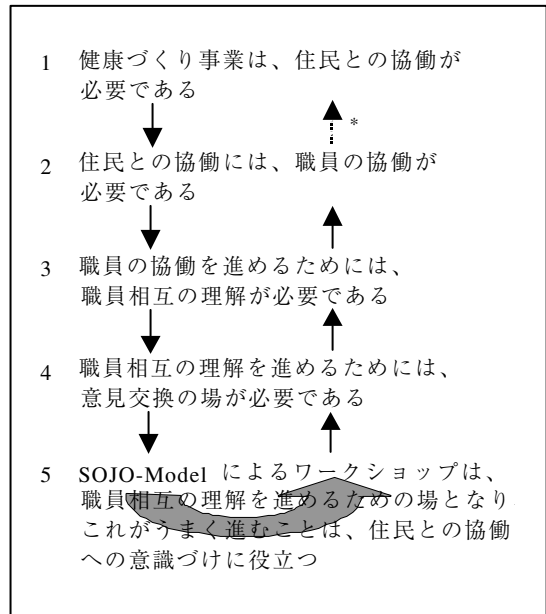 1 健康づくり事業は、住民との協働が
必要である
*
2 住民との協働には、職員の協働が
必要である
3 職員の協働を進めるためには、
職員相互の理解が必要である
4 職員相互の理解を進めるためには、
意見交換の場が必要である
5 SOJO-Model によるワークショップは、
職員相互の理解を進めるための場となり
これがうまく進むことは、住民との協働
への意識づけに役立つ